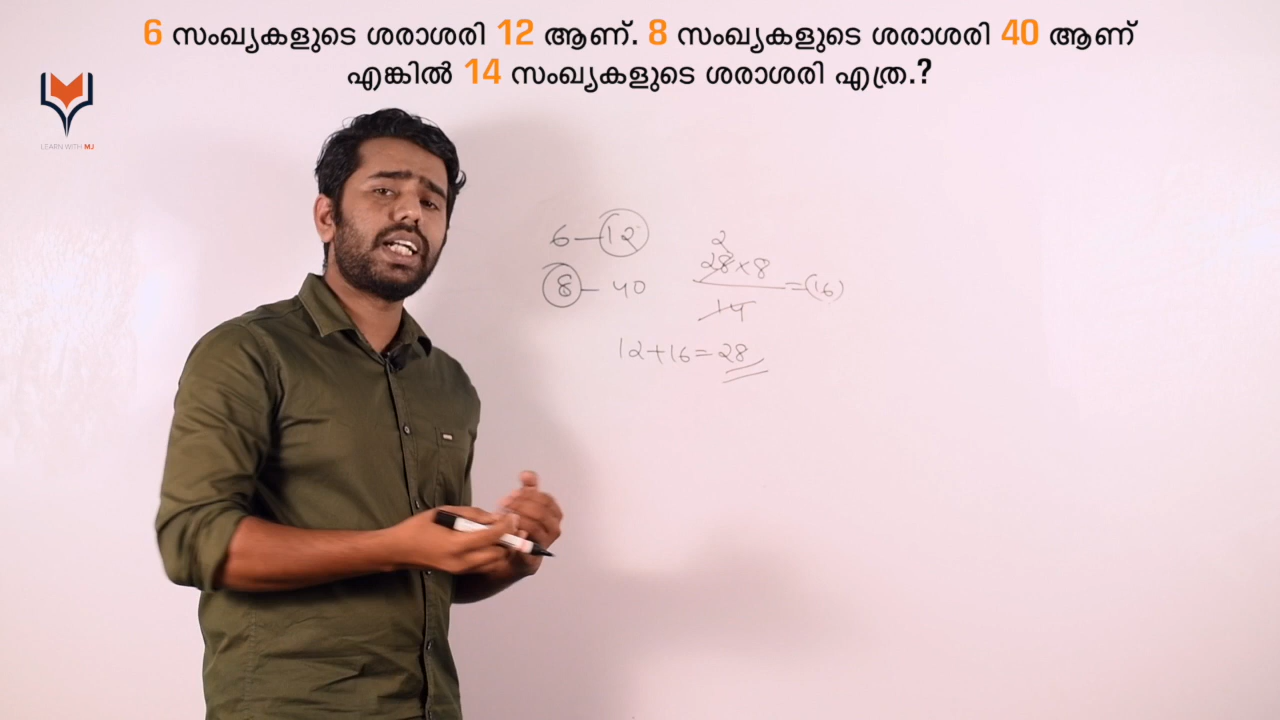 6 സംഖ്യകളുടെ ശരാശരി 12 ആണ്. 8 സംഖ്യകളുടെ ശരാശരി 40 ആണ്
എങ്കിൽ 14 സംഖ്യകളുടെ ശരാശരി എത്ര.?
LEARN WITH MJ
6 — 12
8 — 40
2
28 × 8
14
= (16)
12 + 16 = 28